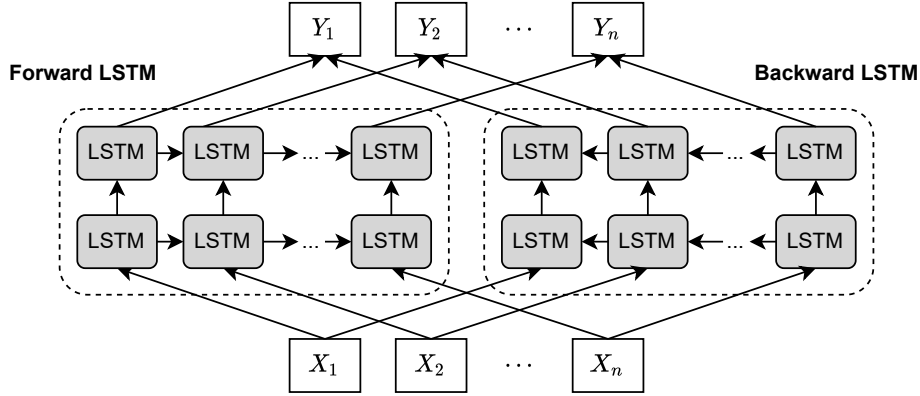 Y₁ Y₂ ⋯ Yₙ
Forward LSTM Backward LSTM
LSTM LSTM ... LSTM LSTM LSTM ... LSTM
LSTM LSTM ... LSTM LSTM LSTM ... LSTM
X₁ X₂ ⋯ Xₙ